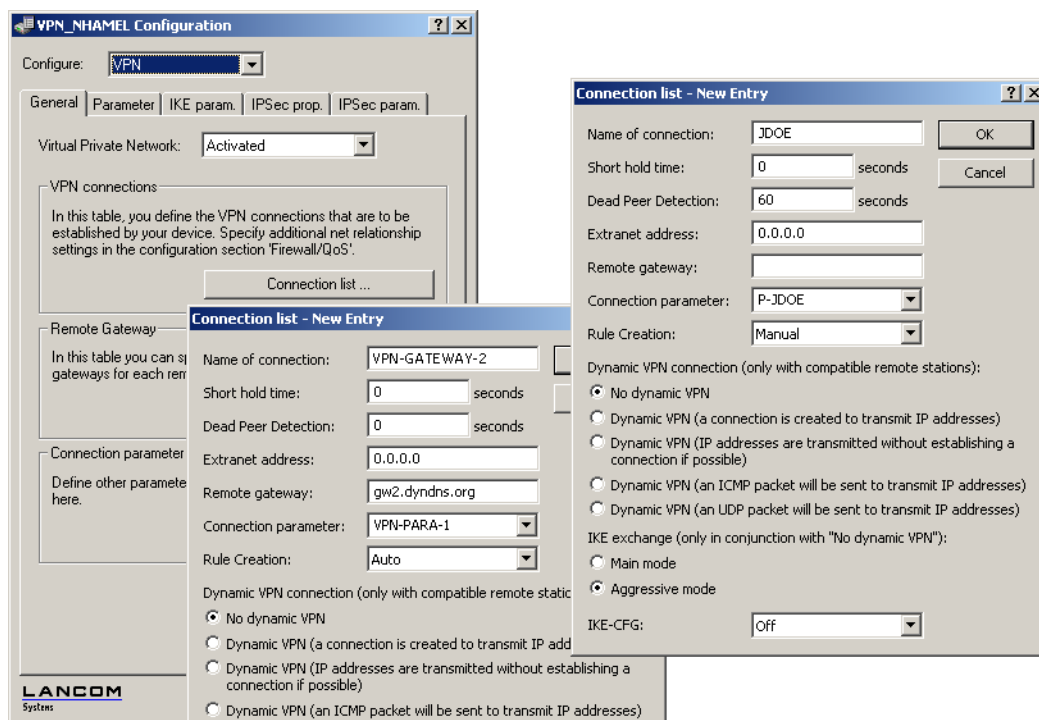 VPN_NHAMEL Configuration
Configure: VPN
General Parameter IKE param. IPSec prop. IPSec param.
Virtual Private Network: Activated
VPN connections
In this table, you define the VPN connections that are to be
established by your device. Specify additional net relationship
settings in the configuration section 'Firewall/QoS'.
Connection list ...
Remote Gateway
In this table you can
gateways for each
Connection parameter
Define other
here.
LANCOM
Systems
Connection list - New Entry
Name of connection: VPN-GATEWAY-2
Short hold time: 0 seconds
Dead Peer Detection: 0 seconds
Extranet address: 0.0.0.0
Remote gateway: gw2.dyndns.org
Connection parameter: VPN-PARA-1
Rule Creation: Auto
Dynamic VPN connection (only with compatible remote
No dynamic VPN
Dynamic VPN (a connection is created to transmit IP
Dynamic VPN (IP addresses are transmitted without establishing a
connection if possible)
Dynamic VPN (an ICMP packet will be sent to transmit IP addresses)
Connection list - New Entry
Name of connection: JDOE
OK
Short hold time: 0 seconds
Cancel
Dead Peer Detection: 60 seconds
Extranet address: 0.0.0.0
Remote gateway:
Connection parameter: P-JDOE
Rule Creation: Manual
Dynamic VPN connection (only with compatible remote stations):
No dynamic VPN
Dynamic VPN (a connection is created to transmit IP addresses)
Dynamic VPN (IP addresses are transmitted without establishing a
connection if possible)
Dynamic VPN (an ICMP packet will be sent to transmit IP addresses)
Dynamic VPN (an UDP packet will be sent to transmit IP addresses)
IKE exchange (only in conjunction with "No dynamic VPN"):
Main mode
Aggressive mode
IKE-CFG: Off